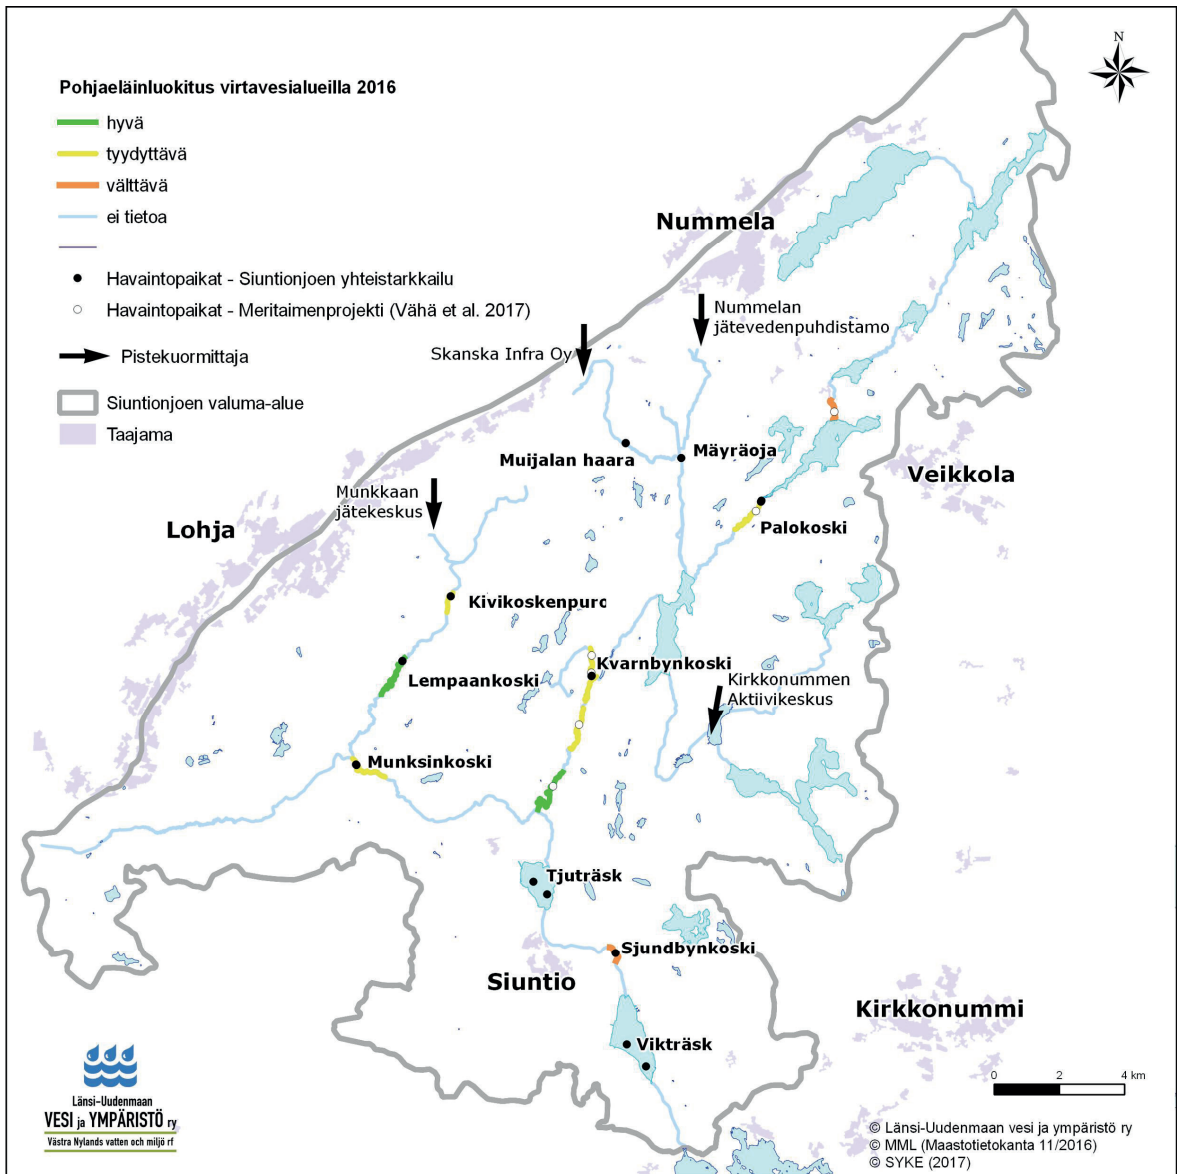 N
Pohjaeläinluokitus virtavesialueilla 2016
hyvä
tyydyttävä
välttävä
ei tietoa
Havaintopaikat - Siuntionjoen yhteistarkkailu
Havaintopaikat - Meritaimenprojekti (Vähä et al. 2017)
Pistekuormittaja
Siuntionjoen valuma-alue
Taajama
Nummela
Nummelan
jätevedenpuhdistamo
Skanska Infra Oy
Muijalan haara
Mäyräoja
Veikkola
Munkkaan
jätekeskus
Lohja
Palokoski
Kivikoskenpuro
Kvarnbynkoski
Lempaankoski
Kirkkonummen
Aktiivikeskus
Munksinkoski
Tjuträsk
Sjundbynkoski
Siuntio
Kirkkonummi
Vikträsk
0 2 4 km
Länsi-Uudenmaan
VESI ja YMPÄRISTÖ ry
Västra Nylands vatten och miljö rf
© Länsi-Uudenmaan vesi ja ympäristö ry
© MML (Maastotietokanta 11/2016)
© SYKE (2017)